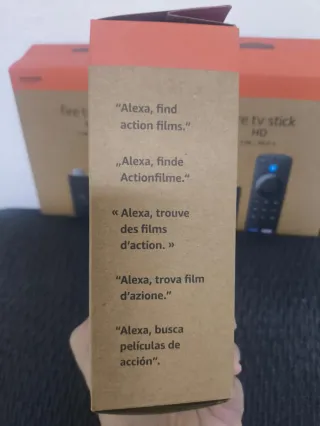 "Alexa, find
action films."
„Alexa, finde
Actionfilme."
« Alexa, trouve
des films
d'action. »
"Alexa, trova film
d'azione."
"Alexa, busca
películas de
acción".
fire tv stick
HD